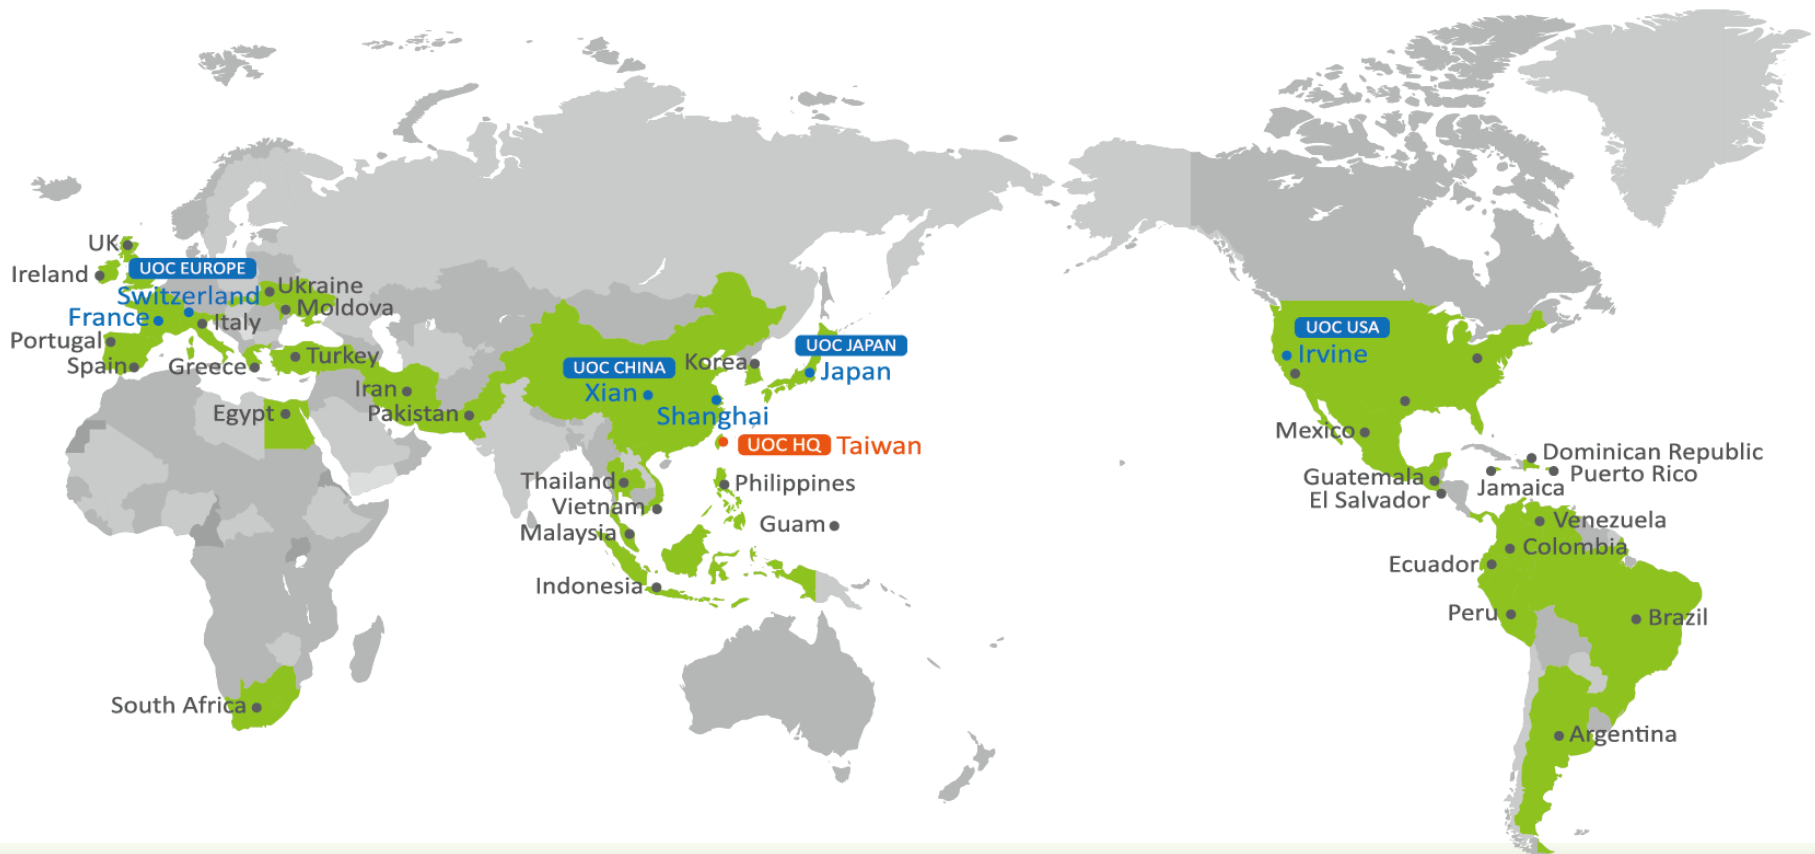 UK
Ireland
UOC EUROPE
Switzerland
France
Ukraine
Moldova
Italy
Portugal
Spain
Greece
Turkey
Iran
Egypt
Pakistan
South Africa
UOC CHINA
Xian
Shanghai
Korea
UOC JAPAN
Japan
UOC HQ Taiwan
Thailand
Philippines
Vietnam
Malaysia
Guam
Indonesia
UOC USA
Irvine
Mexico
Dominican Republic
Guatemala
Puerto Rico
Jamaica
El Salvador
Venezuela
Colombia
Ecuador
Peru
Brazil
Argentina